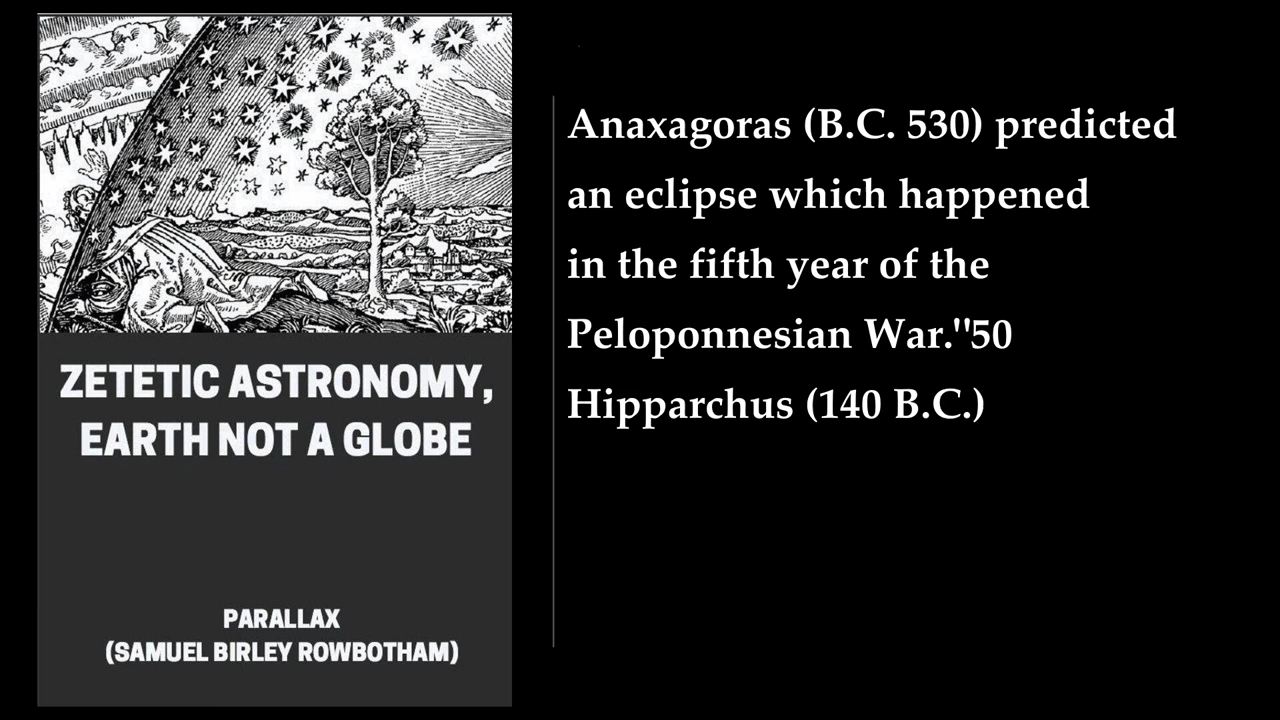 ZETETIC ASTRONOMY,
EARTH NOT A GLOBE
PARALLAX
(SAMUEL BIRLEY ROWBOTHAM)
Anaxagoras (B.C. 530) predicted
an eclipse which happened
in the fifth year of the
Peloponnesian War."50
Hipparchus (140 B.C.)